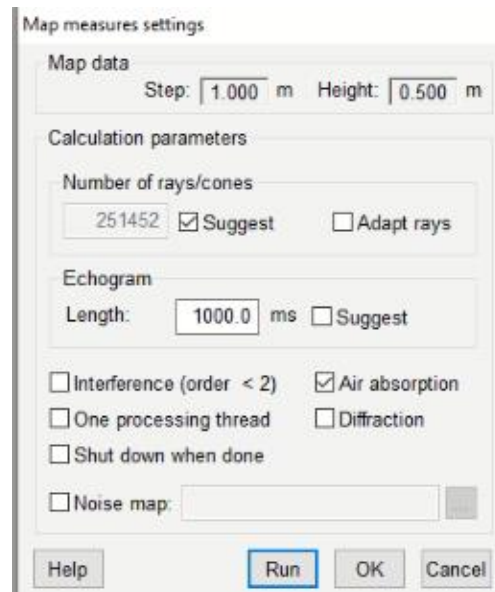 Map measures settings
Map data
Step: 1.000 m Height: 0.500 m
Calculation parameters
Number of rays/cones
251452 Suggest Adapt rays
Echogram
Length: 1000.0 ms Suggest
Interference (order < 2) Air absorption
One processing thread Diffraction
Shut down when done
Noise map: ...
Help Run OK Cancel